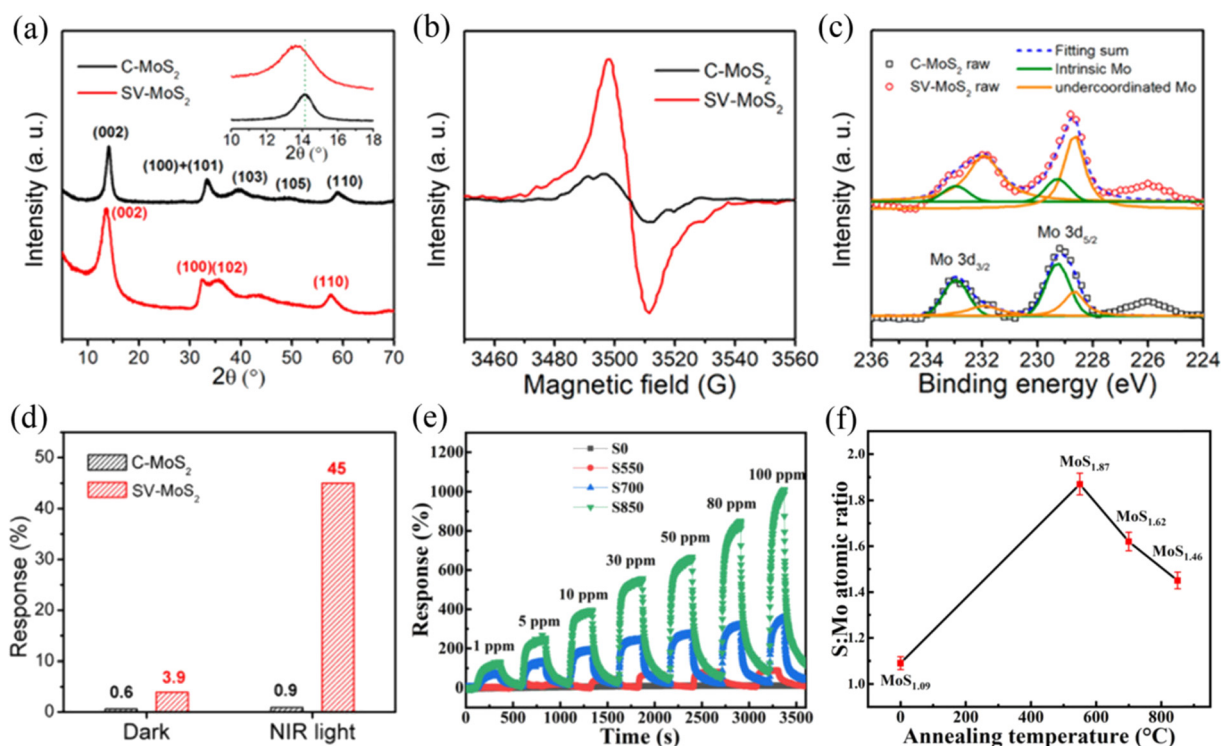 (a)
Intensity (a. u.)
C-MoS2
SV-MoS2
10 12 14 16 18
2θ (°)
(002)
(100)+(101)
(103)
(105)
(110)
(002)
(100)(102)
(110)
10 20 30 40 50 60 70
2θ (°)
(b)
Intensity (a. u.)
C-MoS2
SV-MoS2
3460 3480 3500 3520 3540 3560
Magnetic field (G)
(c)
Intensity (a. u.)
C-MoS2 raw
SV-MoS2 raw
Fitting sum
Intrinsic Mo
undercoordinated Mo
Mo 3d3/2
Mo 3d5/2
236 234 232 230 228 226 224
Binding energy (eV)
(d)
Response (%)
50
40
30
20
10
0
C-MoS2
SV-MoS2
0.6
3.9
0.9
45
Dark NIR light
(e)
Response (%)
1200
1000
800
600
400
200
0
S0
S550
S700
S850
1 ppm
5 ppm
10 ppm
30 ppm
50 ppm
80 ppm
100 ppm
0 500 1000 1500 2000 2500 3000 3500
Time (s)
(f)
S:Mo atomic ratio
2.0
1.8
1.6
1.4
1.2
1.0
MoS1.09
MoS1.87
MoS1.62
MoS1.46
0 200 400 600 800
Annealing temperature (°C)